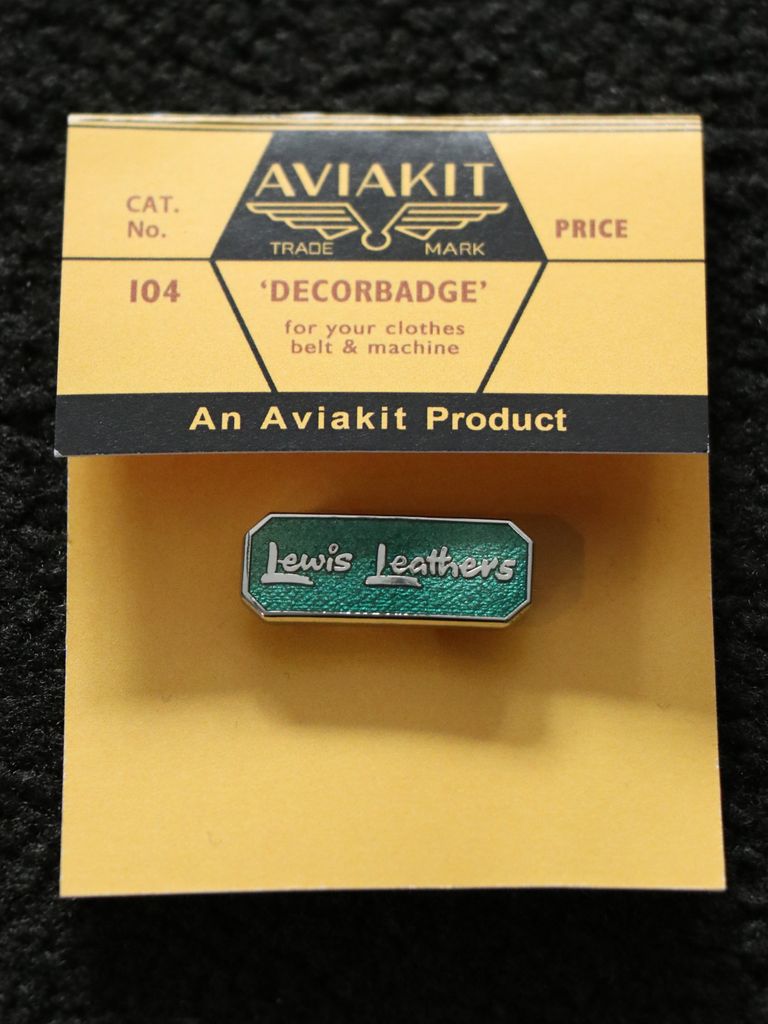 AVIAKIT
TRADE MARK
CAT.
No.
PRICE
104
'DECORBADGE'
for your clothes
belt & machine
An Aviakit Product
Lewis Leathers